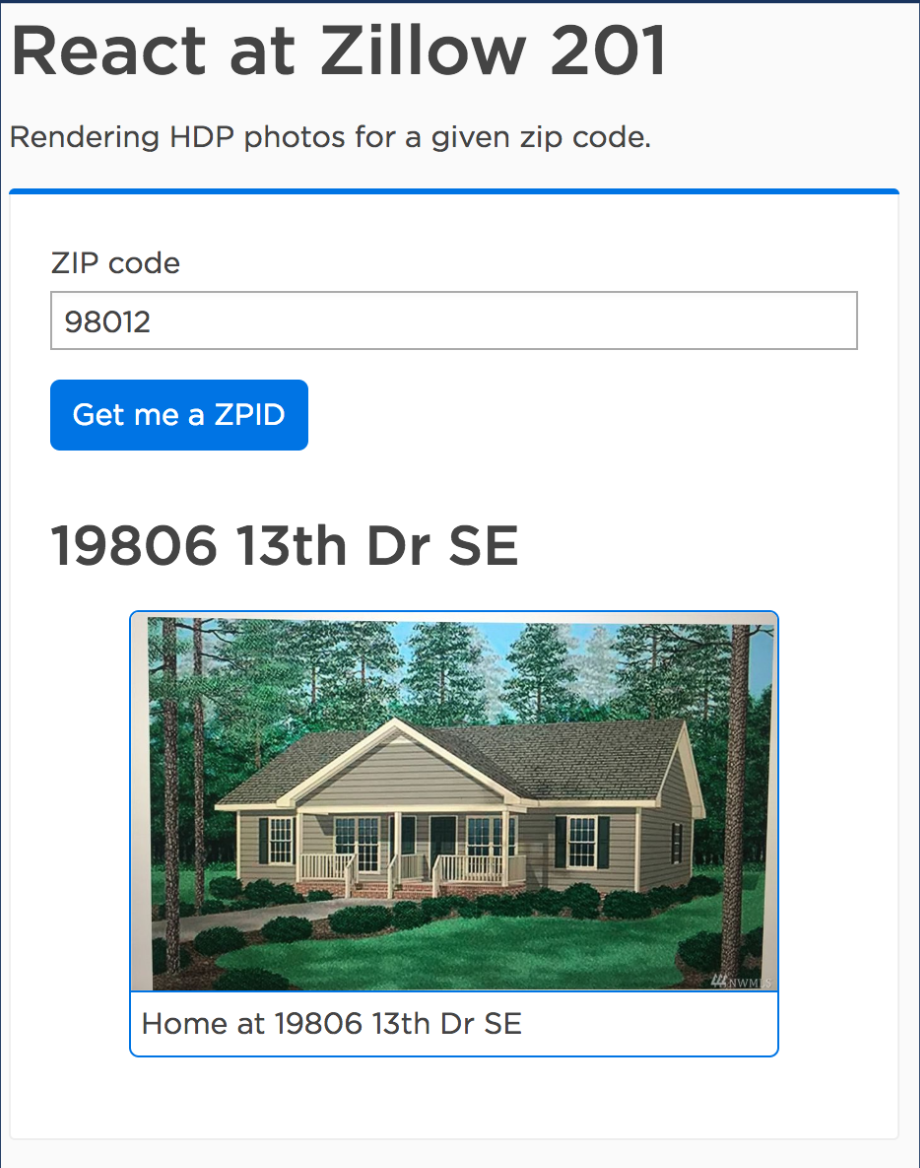 React at Zillow 201
Rendering HDP photos for a given zip code.
ZIP code
98012
Get me a ZPID
19806 13th Dr SE
Home at 19806 13th Dr SE